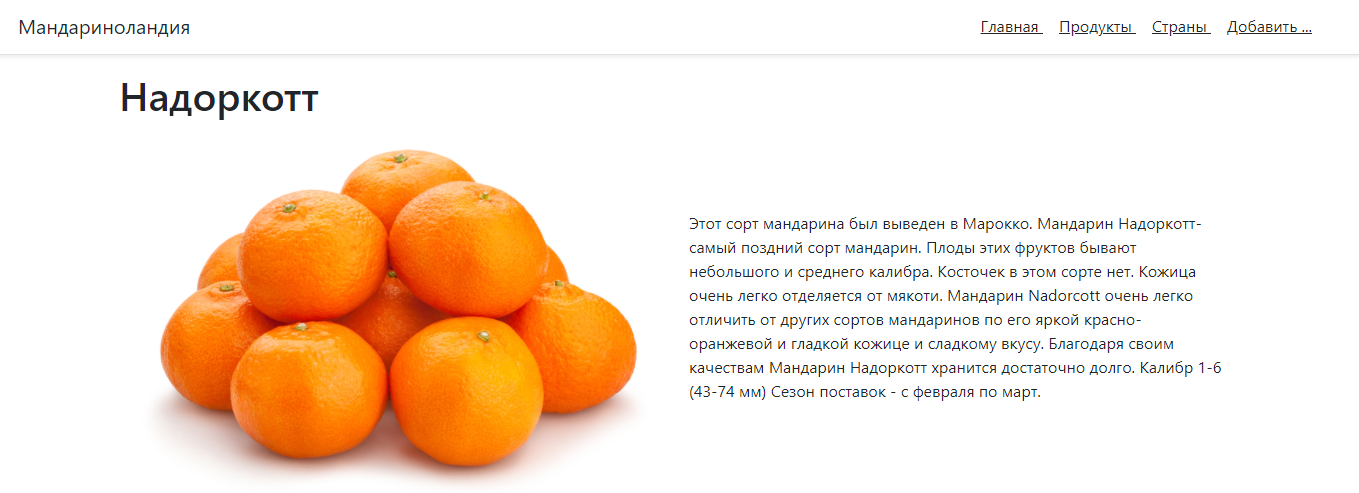 Мандариноландия
Главная Продукты Страны Добавить ...
Надоркотт
Этот сорт мандарина был выведен в Марокко. Мандарин Надоркотт-
самый поздний сорт мандарин. Плоды этих фруктов бывают
небольшого и среднего калибра. Косточек в этом сорте нет. Кожица
очень легко отделяется от мякоти. Мандарин Nadorcott очень легко
отличить от других сортов мандаринов по его яркой красно-
оранжевой и гладкой кожице и сладкому вкусу. Благодаря своим
качествам Мандарин Надоркотт хранится достаточно долго. Калибр 1-6
(43-74 мм) Сезон поставок - с февраля по март.